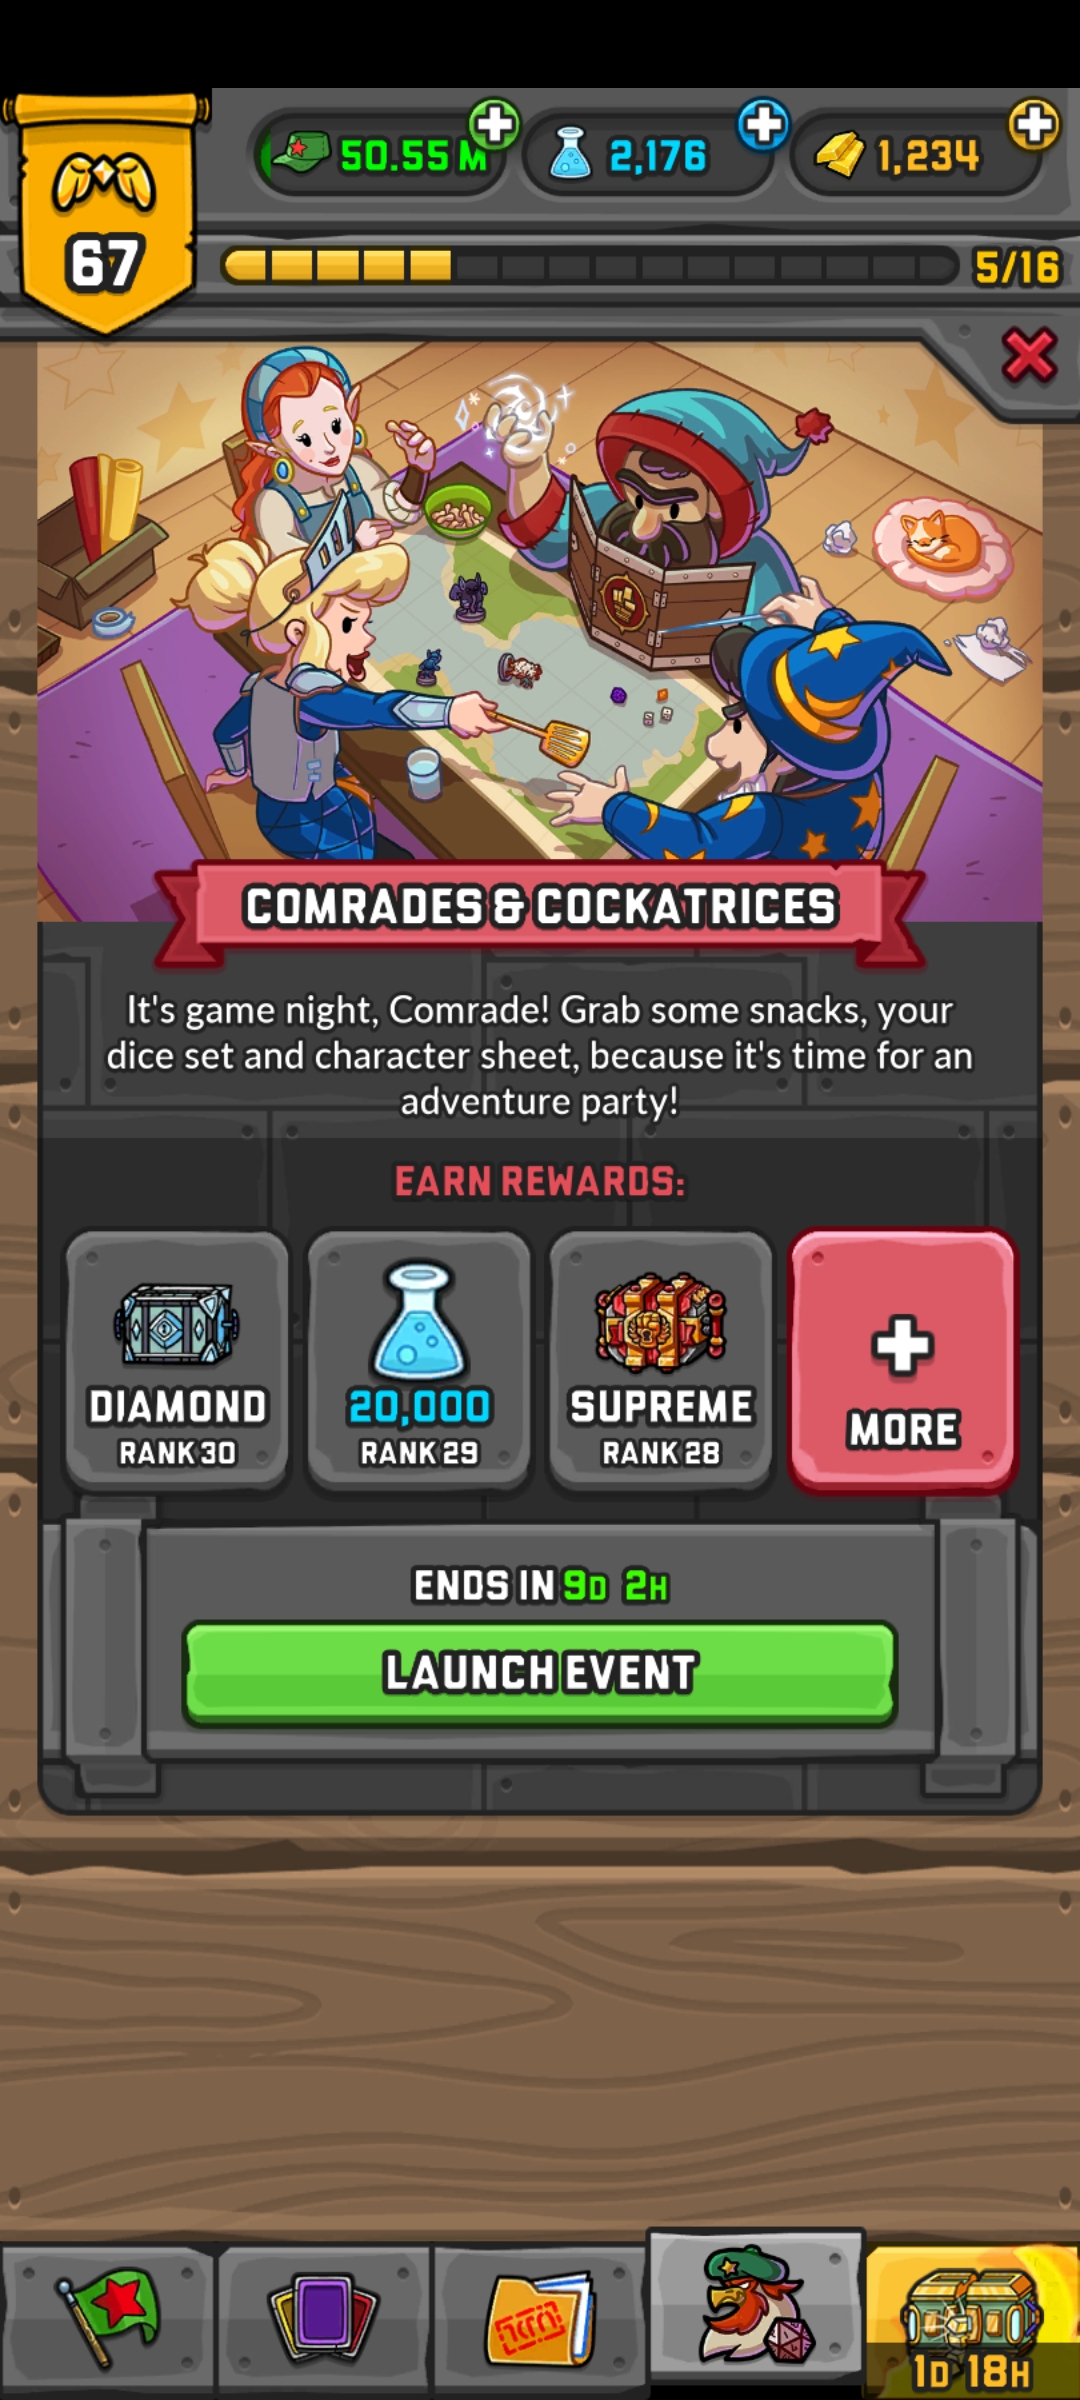 50.55M
2,176
1,234
67
5/16
COMRADES & COCKATRICES
It's game night, Comrade! Grab some snacks, your
dice set and character sheet, because it's time for an
adventure party!
EARN REWARDS:
DIAMOND
RANK 30
20,000
RANK 29
SUPREME
RANK 28
MORE
ENDS IN 9D 2H
LAUNCH EVENT
1D 18H